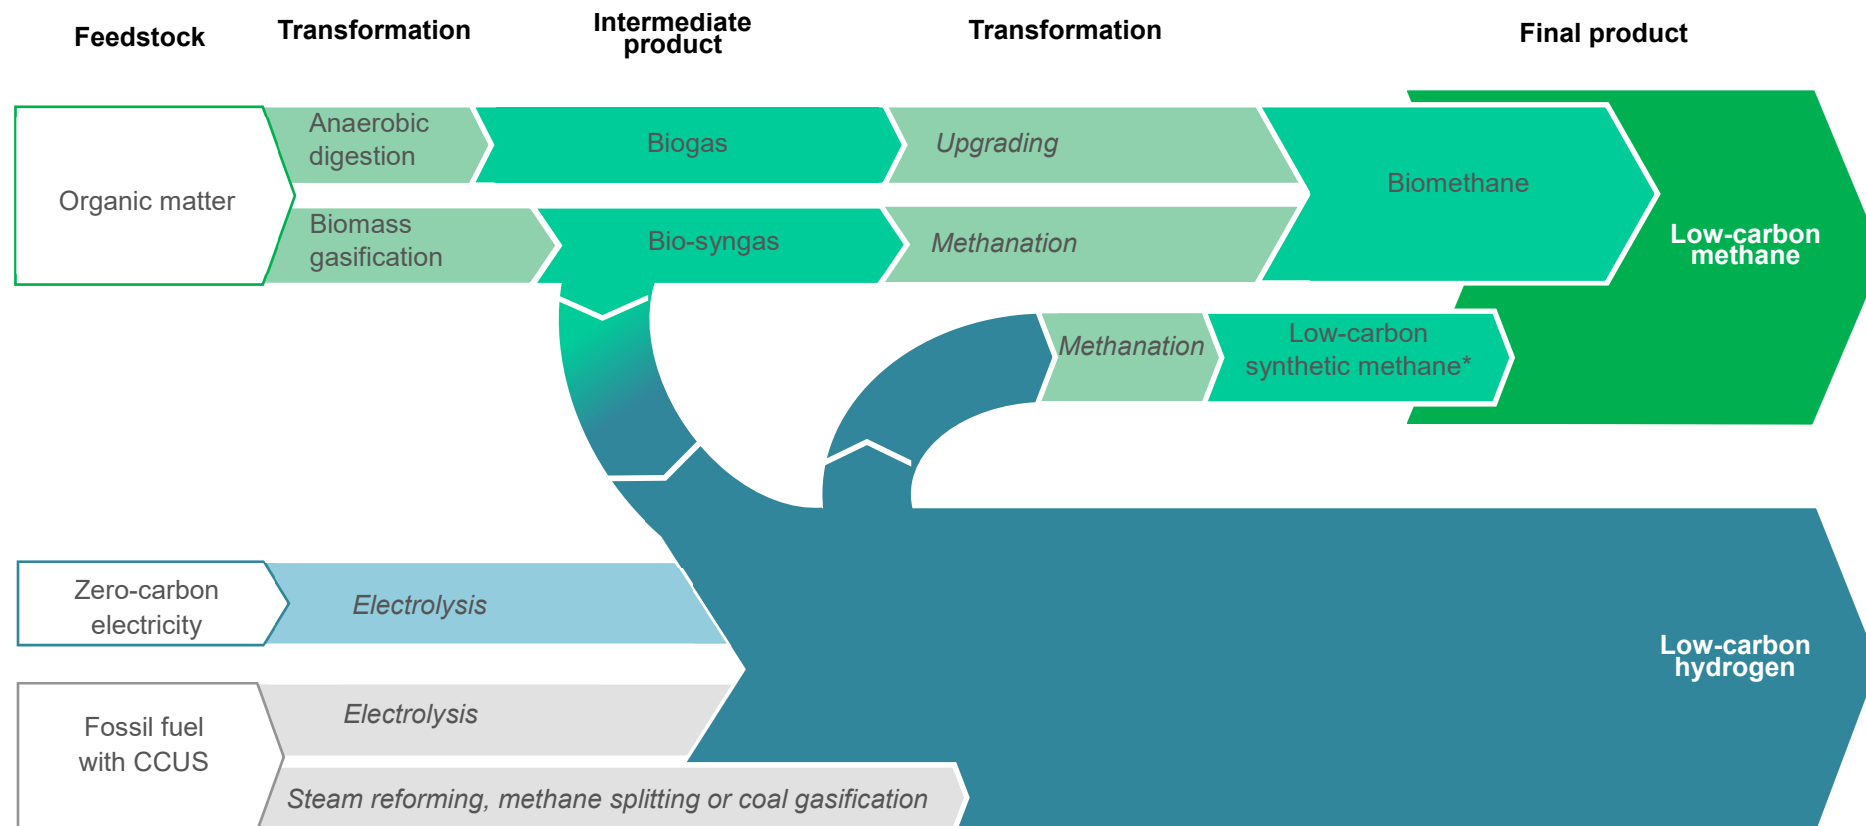 Feedstock
Transformation
Intermediate
product
Transformation
Final product
Organic matter
Anaerobic
digestion
Biogas
Upgrading
Biomethane
Biomass
gasification
Bio-syngas
Methanation
Low-carbon
methane
Methanation
Low-carbon
synthetic methane*
Zero-carbon
electricity
Electrolysis
Low-carbon
hydrogen
Fossil fuel
with CCUS
Electrolysis
Steam reforming, methane splitting or coal gasification